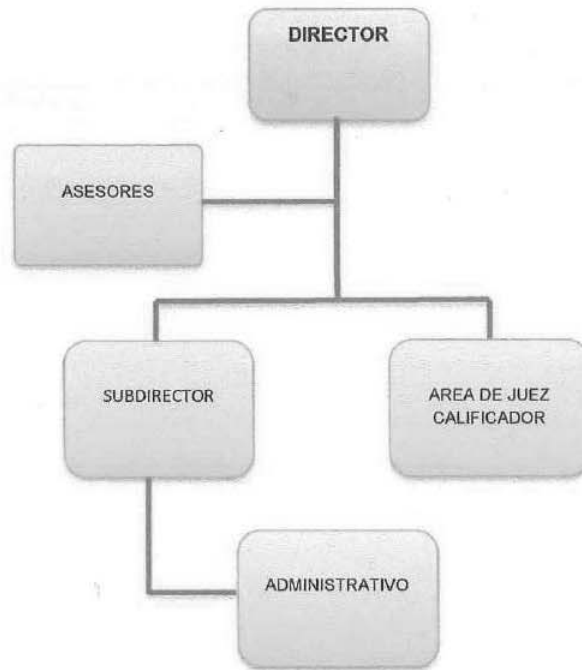 DIRECTOR
ASESORES
SUBDIRECTOR
AREA DE JUEZ
CALIFICADOR
ADMINISTRATIVO